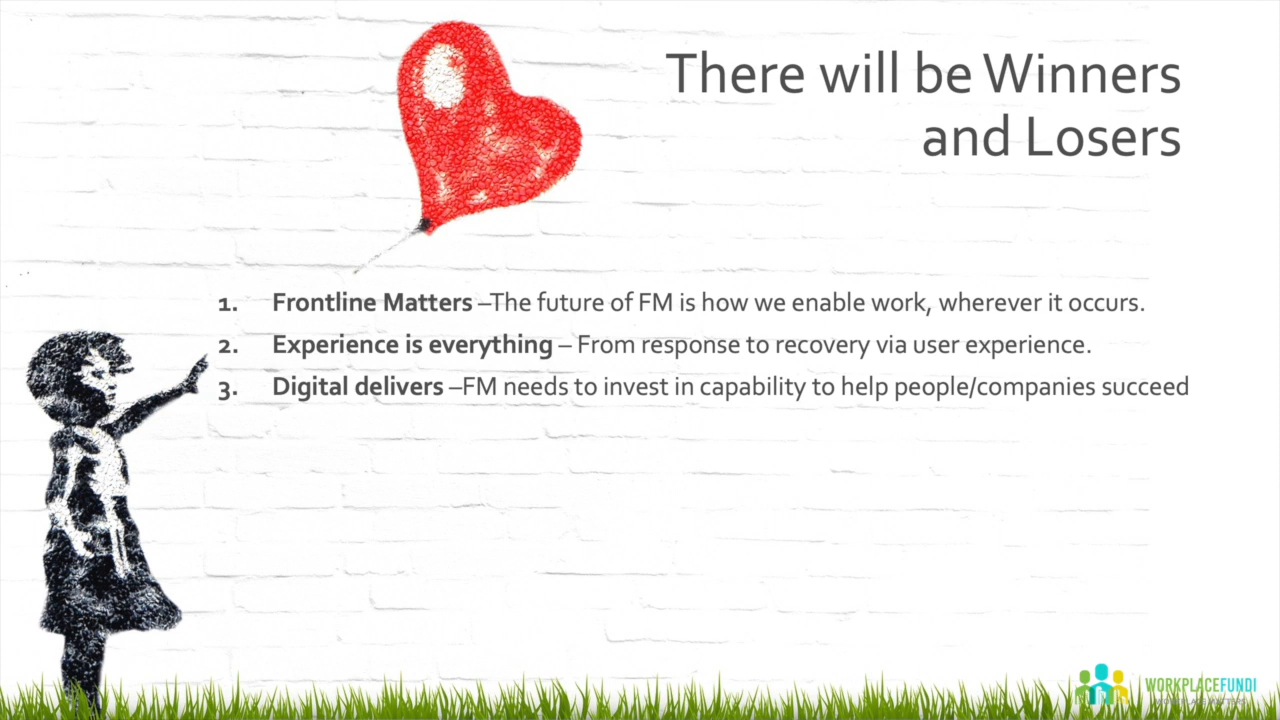 There will be Winners
and Losers
1. Frontline Matters –The future of FM is how we enable work, wherever it occurs.
2. Experience is everything – From response to recovery via user experience.
3. Digital delivers –FM needs to invest in capability to help people/companies succeed
WORKPLACEFUNDI